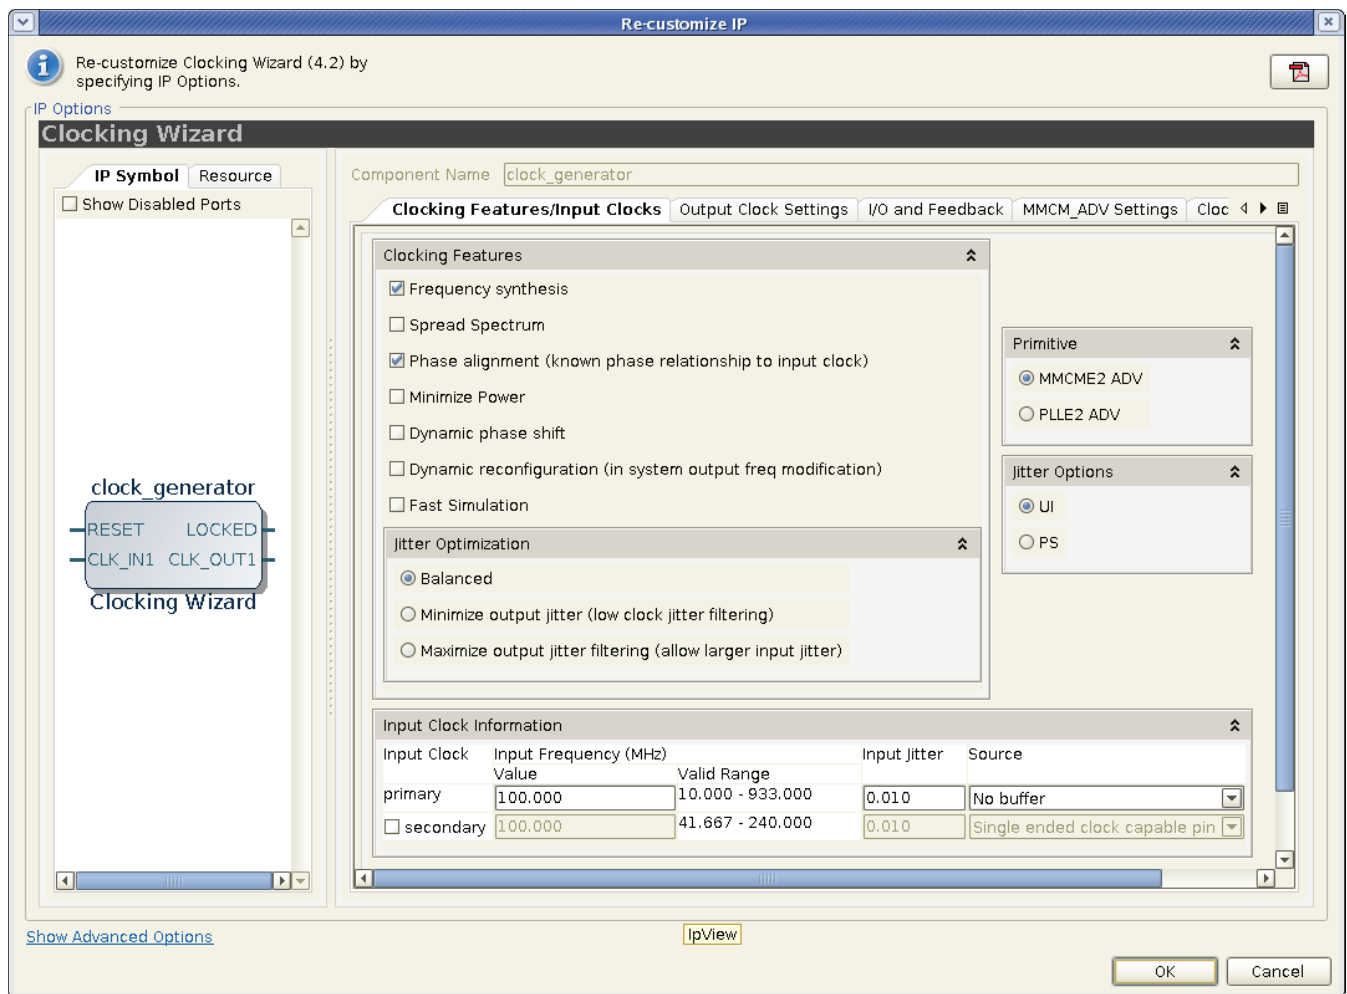 Re-customize IP
Re-customize Clocking Wizard (4.2) by
specifying IP Options.
IP Options
Clocking Wizard
IP Symbol Resource
Show Disabled Ports
clock_generator
RESET LOCKED
CLK_IN1 CLK_OUT1
Clocking Wizard
Component Name clock_generator
Clocking Features/Input Clocks Output Clock Settings I/O and Feedback MMCM_ADV Settings Cloc
Clocking Features
Frequency synthesis
Spread Spectrum
Phase alignment (known phase relationship to input clock)
Minimize Power
Dynamic phase shift
Dynamic reconfiguration (in system output freq modification)
Fast Simulation
Jitter Optimization
Balanced
Minimize output jitter (low clock jitter filtering)
Maximize output jitter filtering (allow larger input jitter)
Primitive
MMCME2 ADV
PLLE2 ADV
Jitter Options
UI
PS
Input Clock Information
Input Clock Input Frequency (MHz) Input Jitter Source
Value Valid Range
primary 100.000 10.000 - 933.000 0.010 No buffer
secondary 100.000 41.667 - 240.000 0.010 Single ended clock capable pin
Show Advanced Options
IpView
OK Cancel